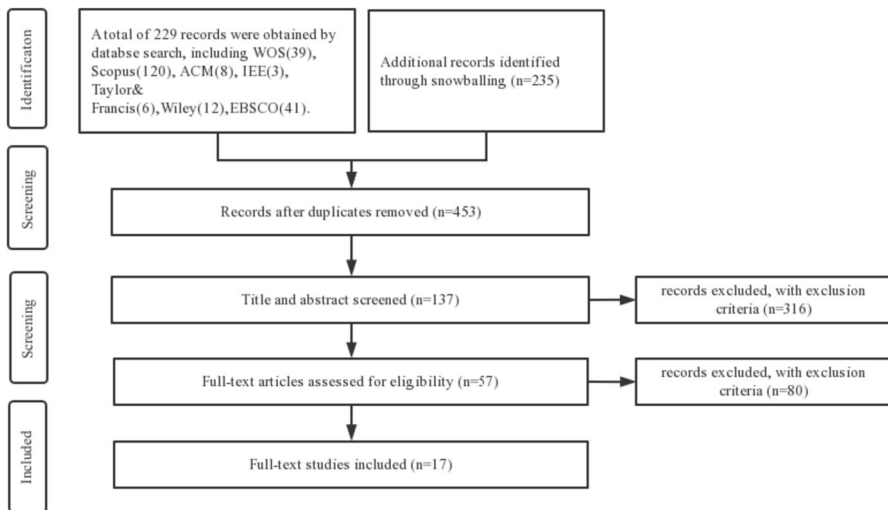 Identificaton
A total of 229 records were obtained by
databse search, including WOS(39),
Scopus(120), ACM(8), IEE(3),
Taylor&
Francis(6),Wiley(12),EBSCO(41).
Additional records identified
through snowballing (n=235)
Screening
Records after duplicates removed (n=453)
Screening
Title and abstract screened (n=137)
records excluded, with exclusion
criteria (n=316)
Full-text articles assessed for eligibility (n=57)
records excluded, with exclusion
criteria (n=80)
Included
Full-text studies included (n=17)